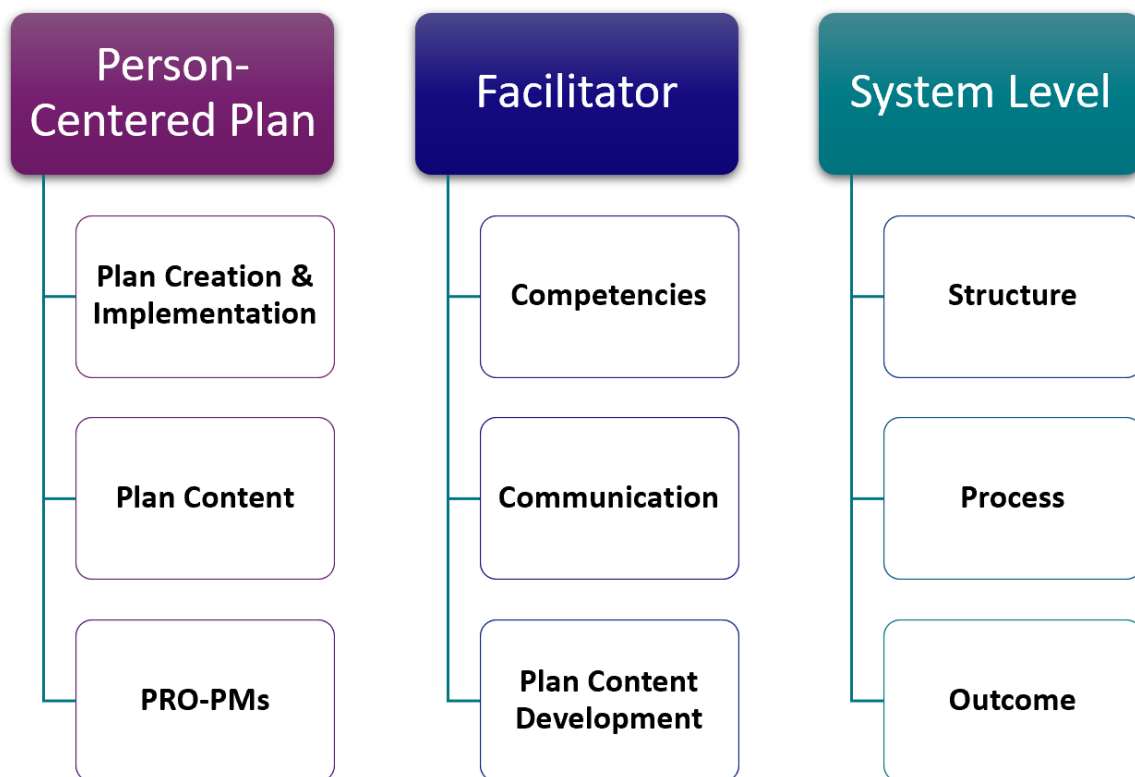 Person-
Centered Plan
Plan Creation &
Implementation
Plan Content
PRO-PMs
Facilitator
Competencies
Communication
Plan Content
Development
System Level
Structure
Process
Outcome